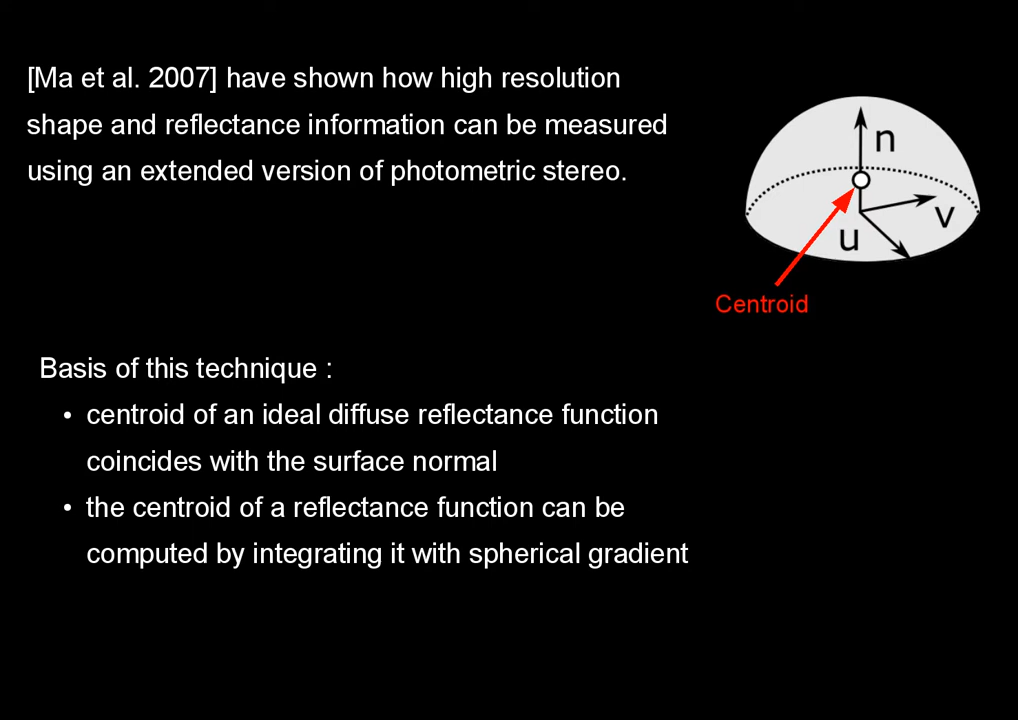 [Ma et al. 2007] have shown how high resolution
shape and reflectance information can be measured
using an extended version of photometric stereo.
n
v
u
Centroid
Basis of this technique :
• centroid of an ideal diffuse reflectance function
coincides with the surface normal
• the centroid of a reflectance function can be
computed by integrating it with spherical gradient